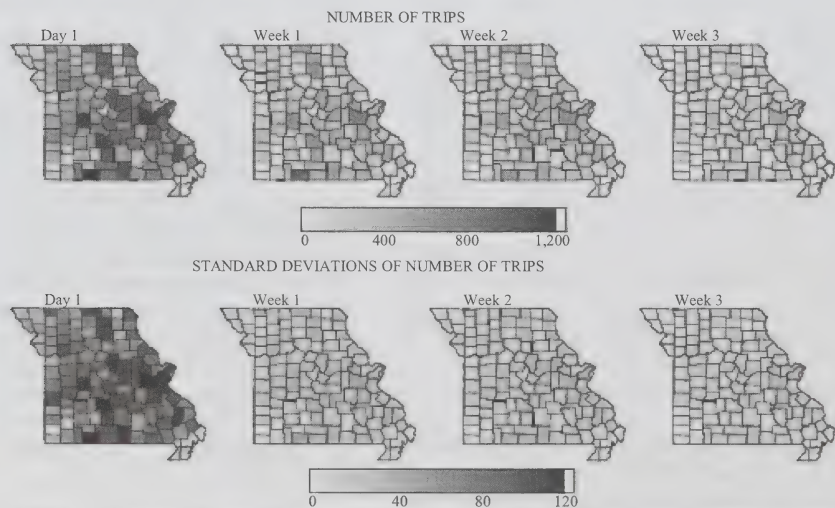 NUMBER OF TRIPS
Day 1 Week 1 Week 2 Week 3
0 400 800 1,200
STANDARD DEVIATIONS OF NUMBER OF TRIPS
Day 1 Week 1 Week 2 Week 3
0 40 80 120